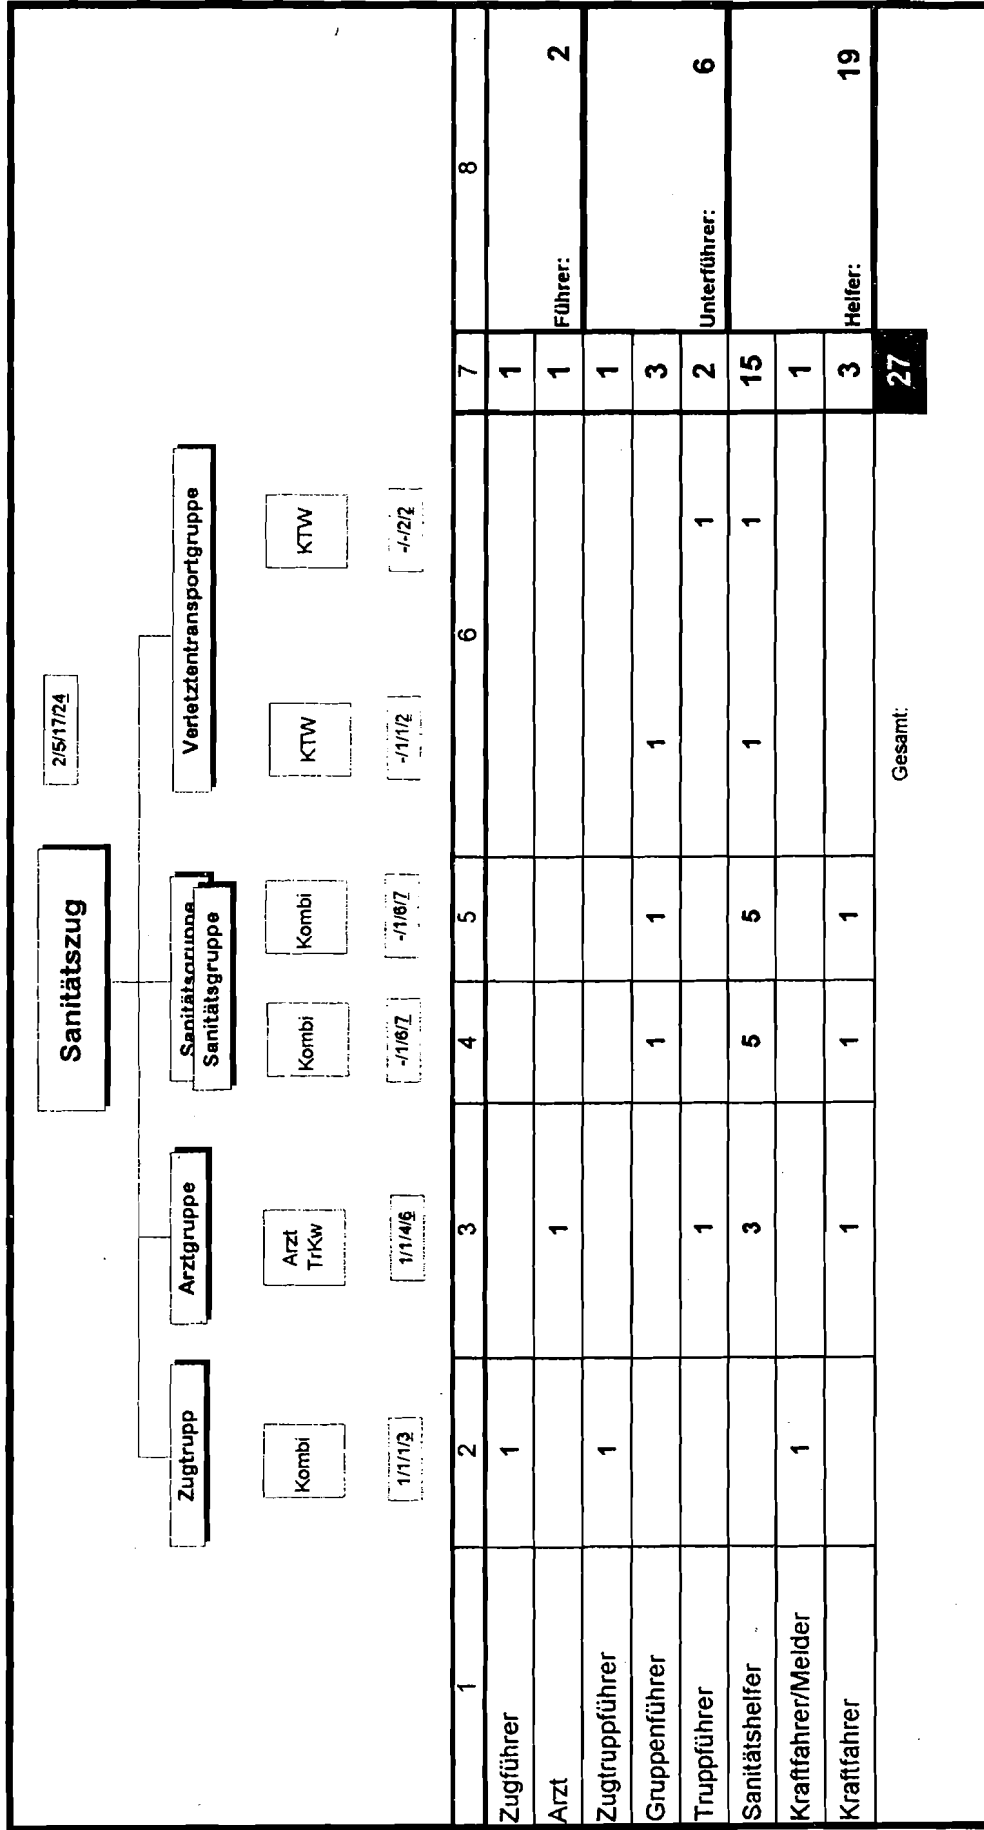 Sanitätszug
2/5/17/24
Zugtrupp
Arztgruppe
Sanitätsgruppe
Sanitätsgruppe
Verletztentransportgruppe
Kombi
Arzt
TrKw
Kombi
Kombi
KTW
KTW
1/1/1/3
1/1/4/6
-/1/6/7
-/1/6/7
-/1/1/2
-/-/2/2
1 2 3 4 5 6 7 8
Zugführer 1 1
Arzt 1 1 Führer: 2
Zugtruppführer 1 1
Gruppenführer 1 1 1 3
Truppführer 1 1 2 Unterführer: 6
Sanitätshelfer 3 5 5 1 1 15
Kraftfahrer/Melder 1 1
Kraftfahrer 1 1 1 3 Helfer: 19
Gesamt: 27